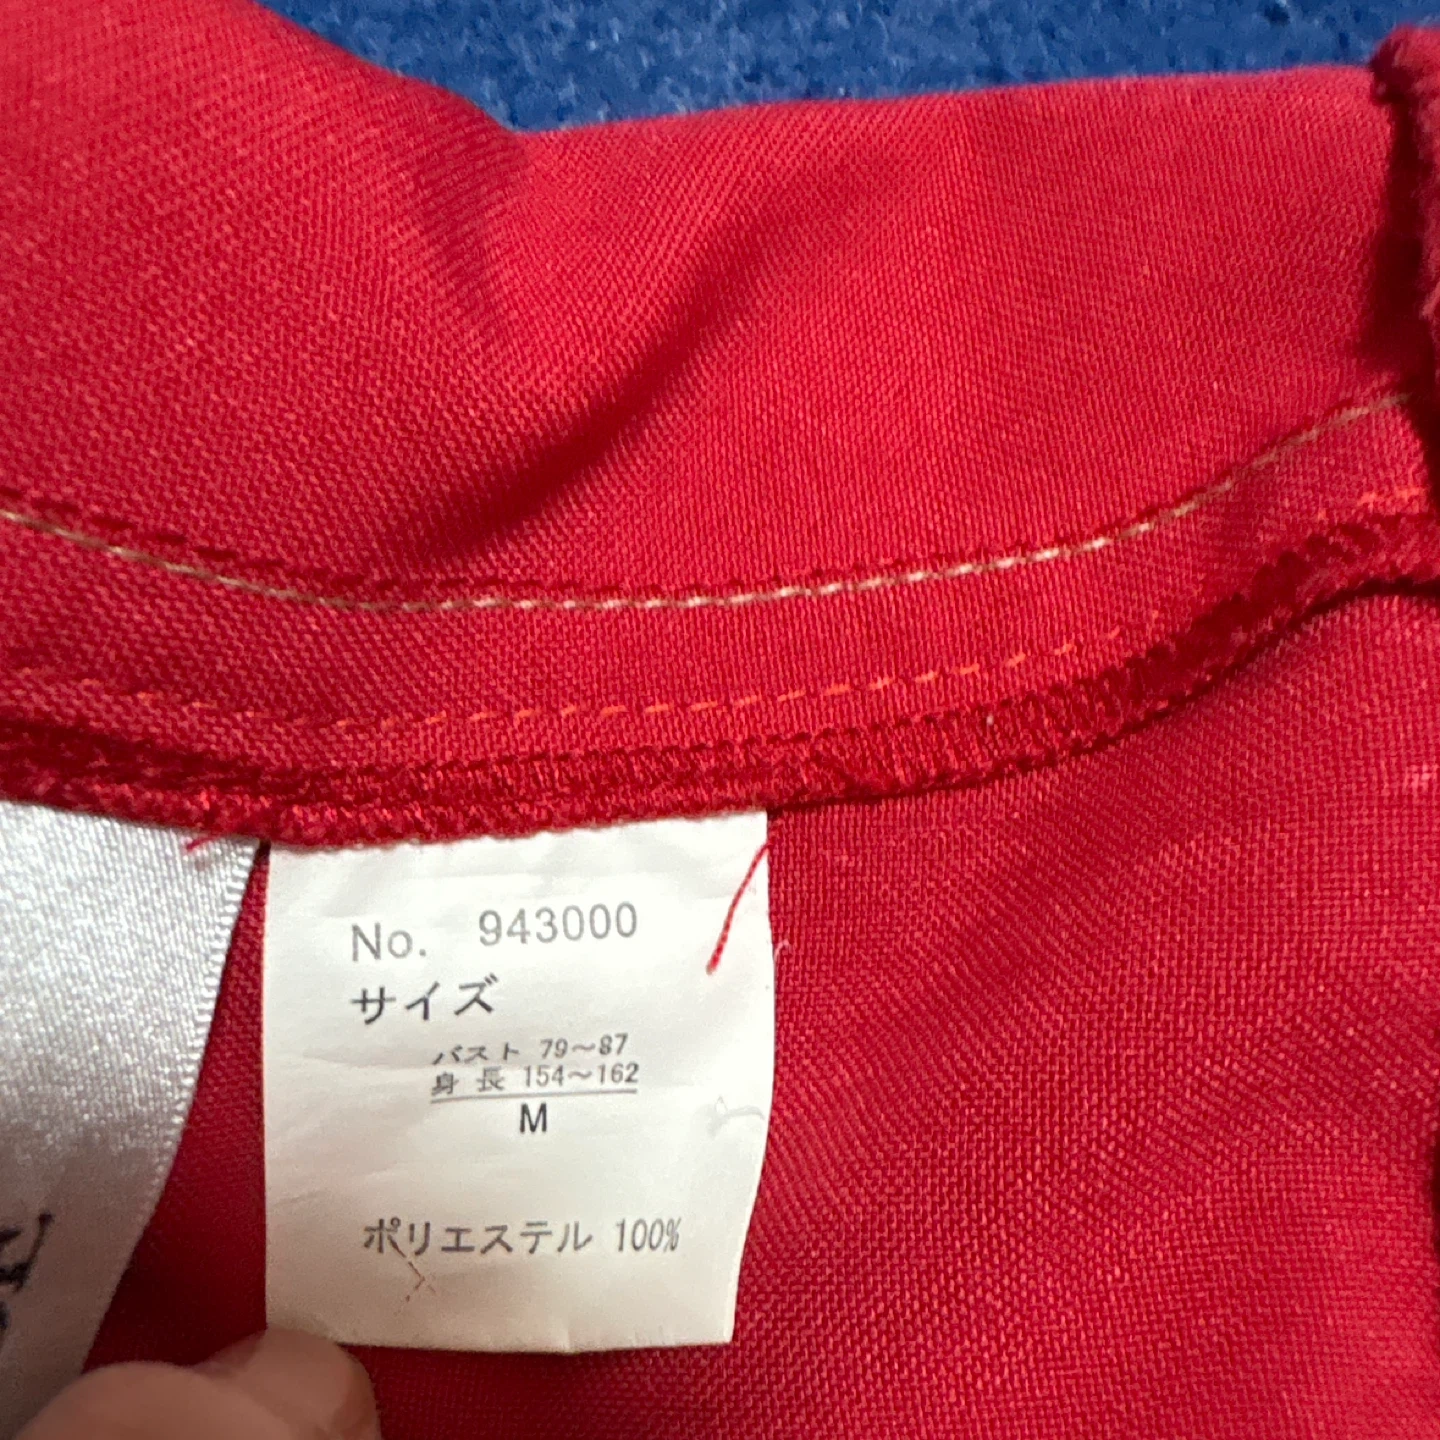 No. 943000
サイズ
バスト 79～87
身長 154～162
M
ポリエステル 100%